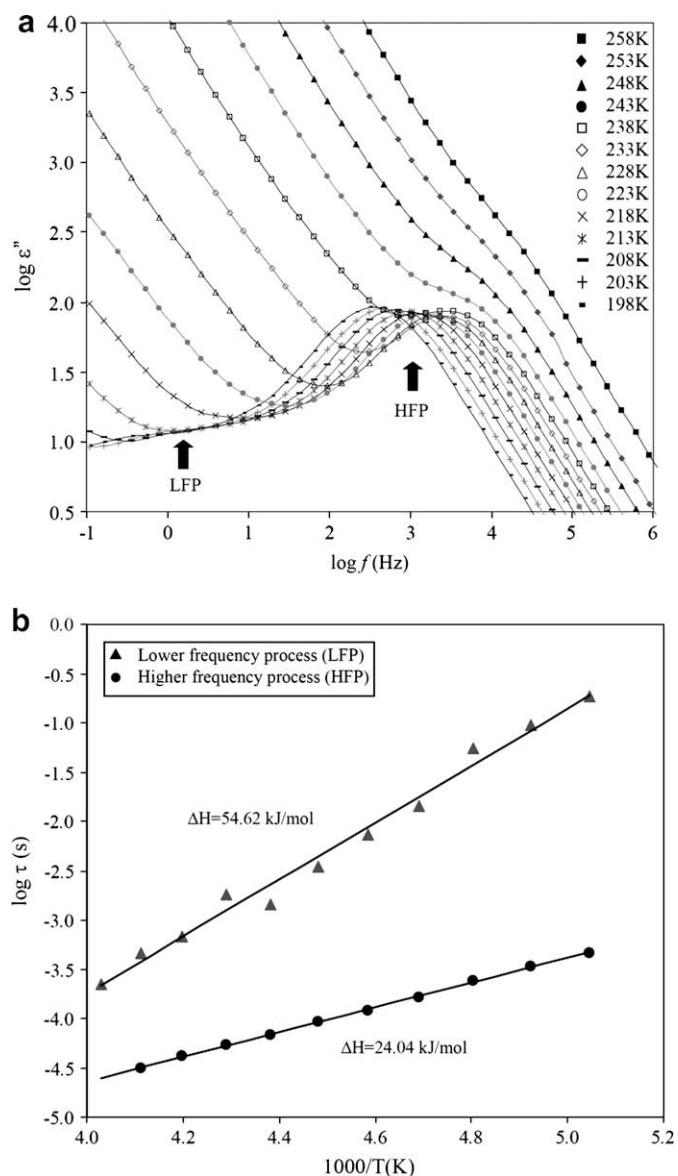 a
4.0
3.5
3.0
2.5
2.0
1.5
1.0
0.5
log ε"
258K
253K
248K
243K
238K
233K
228K
223K
218K
213K
208K
203K
198K
LFP
HFP
-1 0 1 2 3 4 5 6
log f (Hz)
b
0.0
-0.5
-1.0
-1.5
-2.0
-2.5
-3.0
-3.5
-4.0
-4.5
-5.0
log τ (s)
Lower frequency process (LFP)
Higher frequency process (HFP)
ΔH=54.62 kJ/mol
ΔH=24.04 kJ/mol
4.0 4.2 4.4 4.6 4.8 5.0 5.2
1000/T(K)